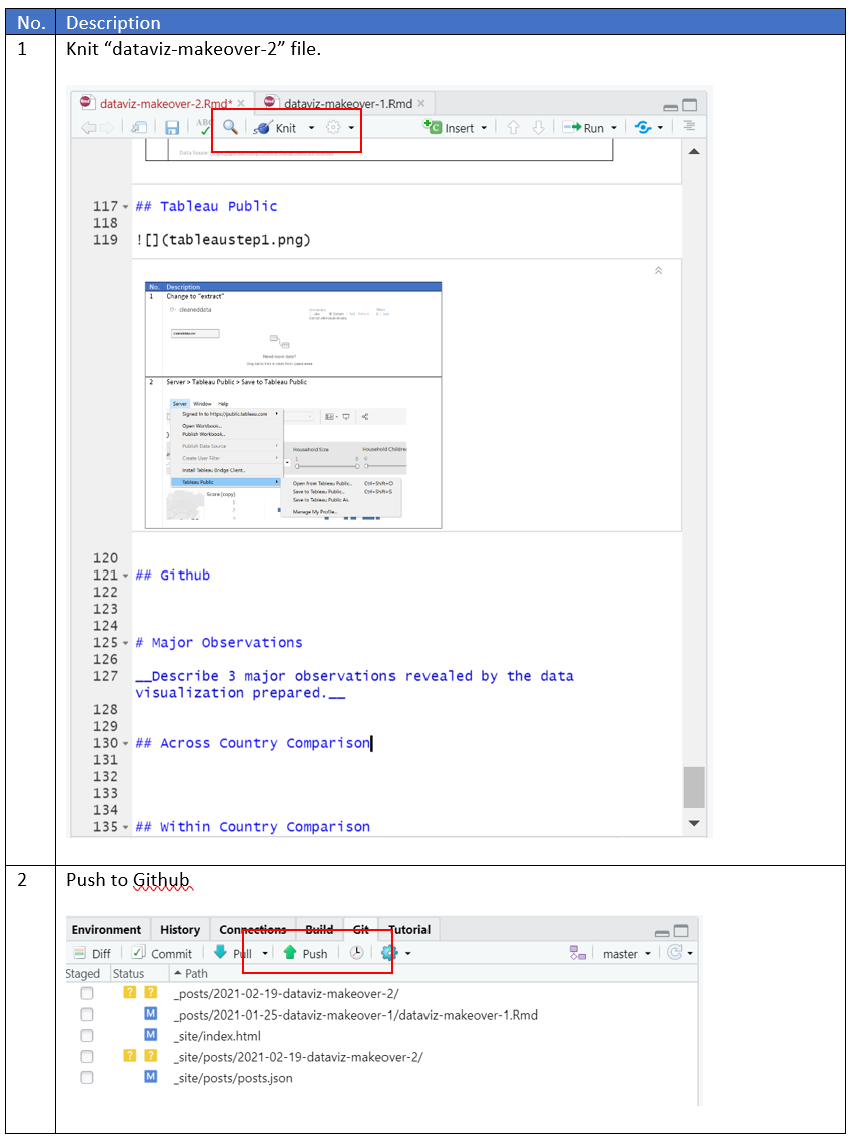 No. Description
1 Knit “dataviz-makeover-2” file.
dataviz-makeover-2.Rmd* dataviz-makeover-1.Rmd
ABC Knit Insert Run
117 ## Tableau Public
118
119 ![](tableaustep1.png)
No. Description
1 Change to "extract"
cleaneddata
Need more data?
2 Server > Tableau Public > Save to Tableau Public
Server Window Help
Signed In to https://public.tableau.com
Open Workbook...
Publish Workbook...
Publish Data Source
Create User Filter
Install Tableau Bridge Client...
Tableau Public
Household Size Household Children
Open from Tableau Public... Ctrl+Shift+O
Save to Tableau Public... Ctrl+Shift+S
Save to Tableau Public As...
Manage My Profile...
Score (copy)
1
2
3
120
121 ## Github
122
123
124
125 # Major Observations
126
127 __Describe 3 major observations revealed by the data
visualization prepared.__
128
129
130 ## Across Country Comparison
131
132
133
134
135 ## Within Country Comparison
2 Push to Github
Environment History Connections Build Git Tutorial
Diff Commit Pull Push master
Staged Status Path
? ? _posts/2021-02-19-dataviz-makeover-2/
M _posts/2021-01-25-dataviz-makeover-1/dataviz-makeover-1.Rmd
M _site/index.html
? ? _site/posts/2021-02-19-dataviz-makeover-2/
M _site/posts/posts.json